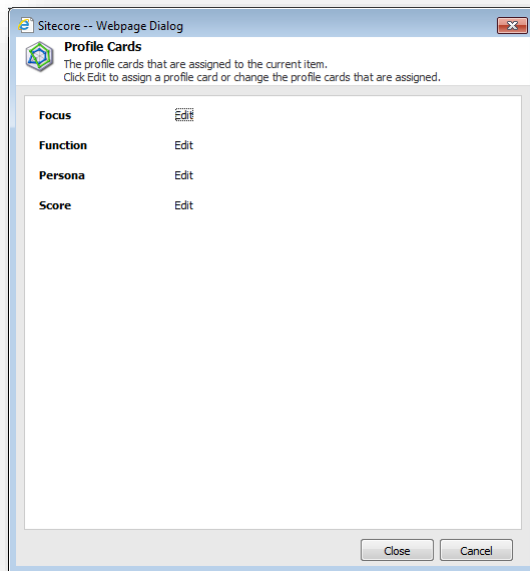 Sitecore -- Webpage Dialog
Profile Cards
The profile cards that are assigned to the current item.
Click Edit to assign a profile card or change the profile cards that are assigned.
Focus Edit
Function Edit
Persona Edit
Score Edit
Close Cancel